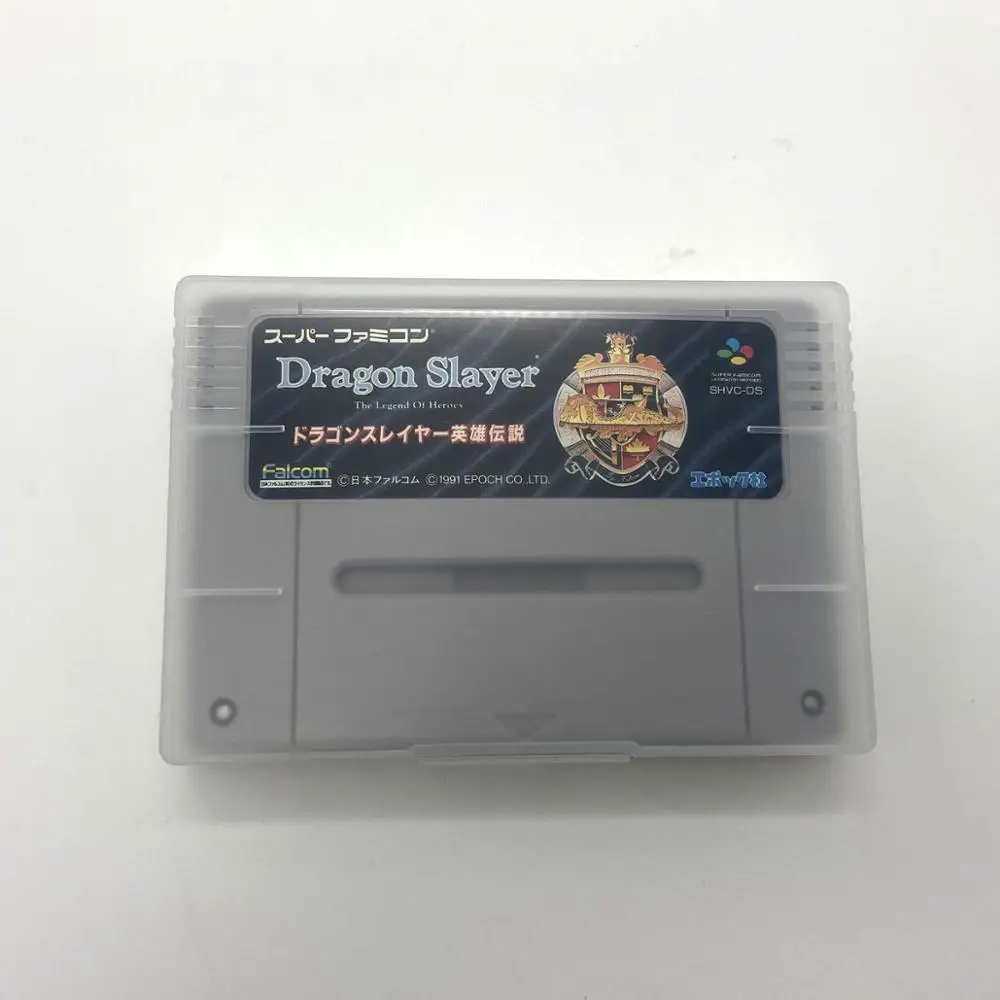 スーパーファミコン®
Dragon Slayer
The Legend Of Heroes
ドラゴンスレイヤー英雄伝説
Falcom
©日本ファルコム ©1991 EPOCH CO.,LTD.
SUPER FAMICOM
SHVC-DS
エポック社